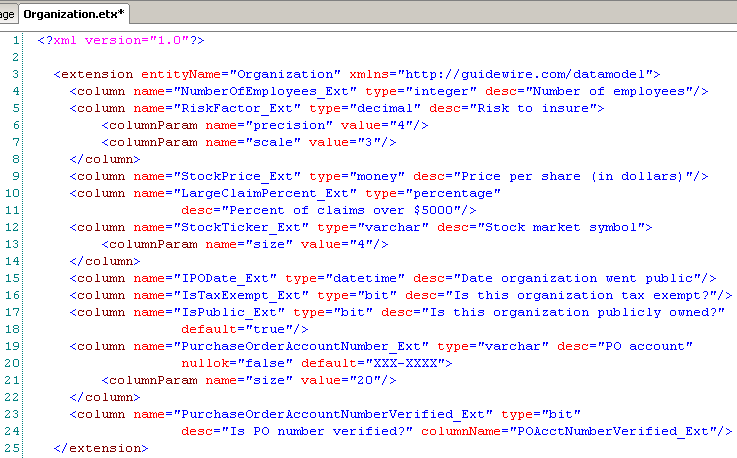 age Organization.etx*
1 <?xml version="1.0"?>
2
3 <extension entityName="Organization" xmlns="http://guidewire.com/datamodel">
4 <column name="NumberOfEmployees_Ext" type="integer" desc="Number of employees"/>
5 <column name="RiskFactor_Ext" type="decimal" desc="Risk to insure">
6 <columnParam name="precision" value="4"/>
7 <columnParam name="scale" value="3"/>
8 </column>
9 <column name="StockPrice_Ext" type="money" desc="Price per share (in dollars)"/>
10 <column name="LargeClaimPercent_Ext" type="percentage"
11 desc="Percent of claims over $5000"/>
12 <column name="StockTicker_Ext" type="varchar" desc="Stock market symbol">
13 <columnParam name="size" value="4"/>
14 </column>
15 <column name="IPODate_Ext" type="datetime" desc="Date organization went public"/>
16 <column name="IsTaxExempt_Ext" type="bit" desc="Is this organization tax exempt?"/>
17 <column name="IsPublic_Ext" type="bit" desc="Is this organization publicly owned?"
18 default="true"/>
19 <column name="PurchaseOrderAccountNumber_Ext" type="varchar" desc="PO account"
20 nullok="false" default="XXX-XXXX">
21 <columnParam name="size" value="20"/>
22 </column>
23 <column name="PurchaseOrderAccountNumberVerified_Ext" type="bit"
24 desc="Is PO number verified?" columnName="POAcctNumberVerified_Ext"/>
25 </extension>